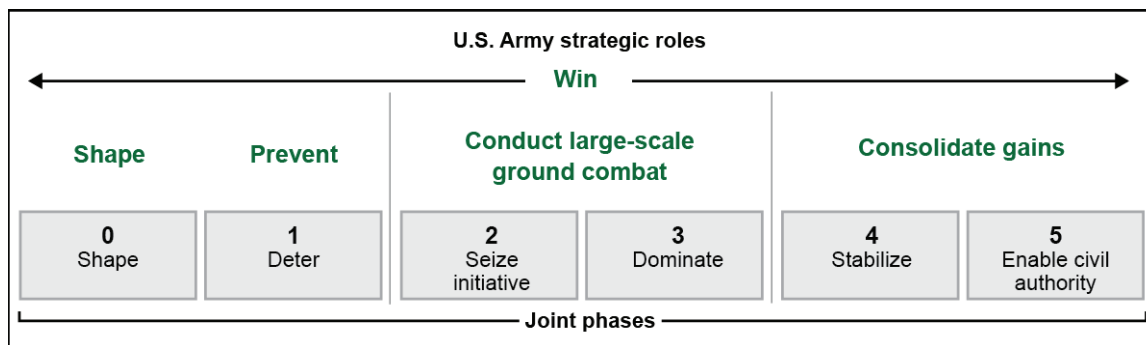 U.S. Army strategic roles
Win
Shape
Prevent
Conduct large-scale
ground combat
Consolidate gains
0
Shape
1
Deter
2
Seize
initiative
3
Dominate
4
Stabilize
5
Enable civil
authority
Joint phases